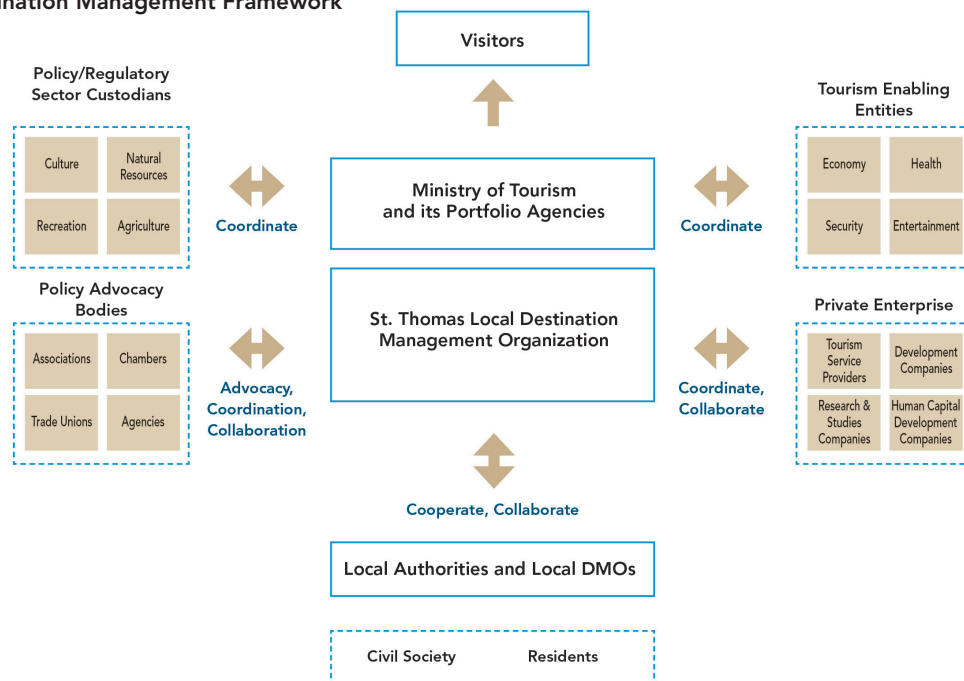 ination Management Framework
Visitors
Policy/Regulatory
Sector Custodians
Culture
Natural
Resources
Recreation
Agriculture
Coordinate
Ministry of Tourism
and its Portfolio Agencies
Coordinate
Tourism Enabling
Entities
Economy
Health
Security
Entertainment
Policy Advocacy
Bodies
Associations
Chambers
Trade Unions
Agencies
Advocacy,
Coordination,
Collaboration
St. Thomas Local Destination
Management Organization
Coordinate,
Collaborate
Private Enterprise
Tourism
Service
Providers
Development
Companies
Research &
Studies
Companies
Human Capital
Development
Companies
Cooperate, Collaborate
Local Authorities and Local DMOs
Civil Society
Residents